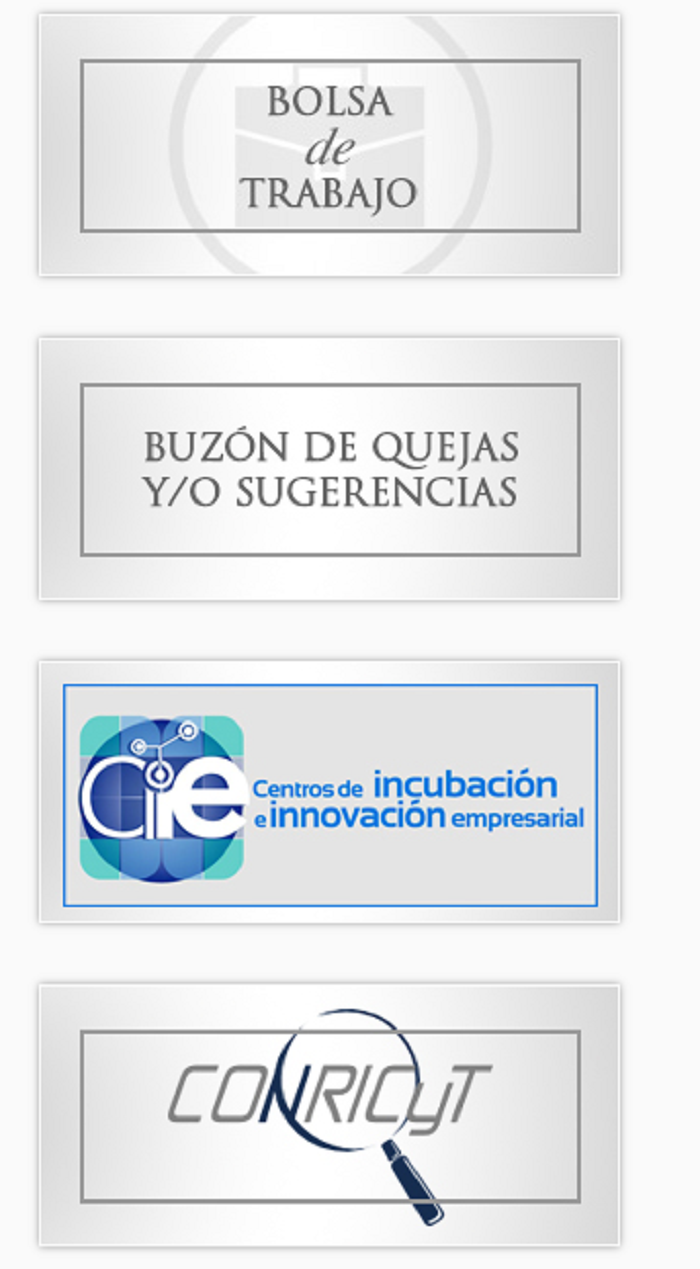 BOLSA
de
TRABAJO
BUZÓN DE QUEJAS
Y/O SUGERENCIAS
Cie
Centros de incubación
e innovación empresarial
CONRICyT